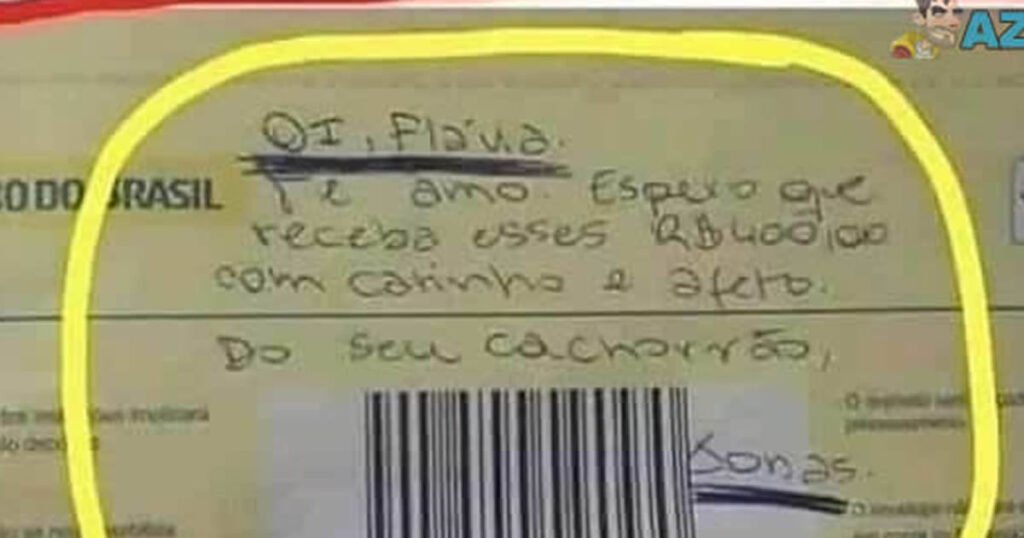 AZ
OI, Flávia.
Te amo. Espero que
O DO BRASIL
receba esses R$400,00
com carinho e afeto.
Do seu cachorrão,
Jonas.